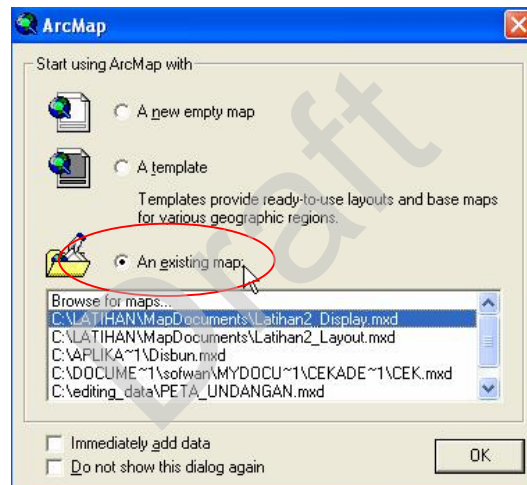 ArcMap
Start using ArcMap with
A new empty map
A template
Templates provide ready-to-use layouts and base maps
for various geographic regions.
An existing map:
Browse for maps...
C:\LATIHAN\MapDocuments\Latihan2_Display.mxd
C:\LATIHAN\MapDocuments\Latihan2_Layout.mxd
C:\APLIKA~1\Disbun.mxd
C:\DOCUME~1\sofwan\MYDOCU~1\CEKADE~1\CEK.mxd
C:\editing_data\PETA_UNDANGAN.mxd
Immediately add data
Do not show this dialog again
OK
Draft